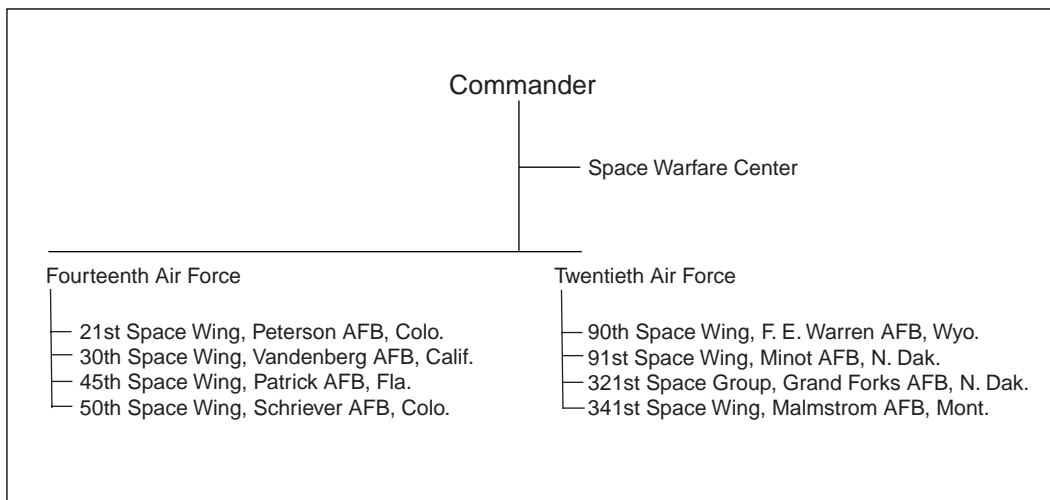 Commander
Space Warfare Center
Fourteenth Air Force
21st Space Wing, Peterson AFB, Colo.
30th Space Wing, Vandenberg AFB, Calif.
45th Space Wing, Patrick AFB, Fla.
50th Space Wing, Schriever AFB, Colo.
Twentieth Air Force
90th Space Wing, F. E. Warren AFB, Wyo.
91st Space Wing, Minot AFB, N. Dak.
321st Space Group, Grand Forks AFB, N. Dak.
341st Space Wing, Malmstrom AFB, Mont.